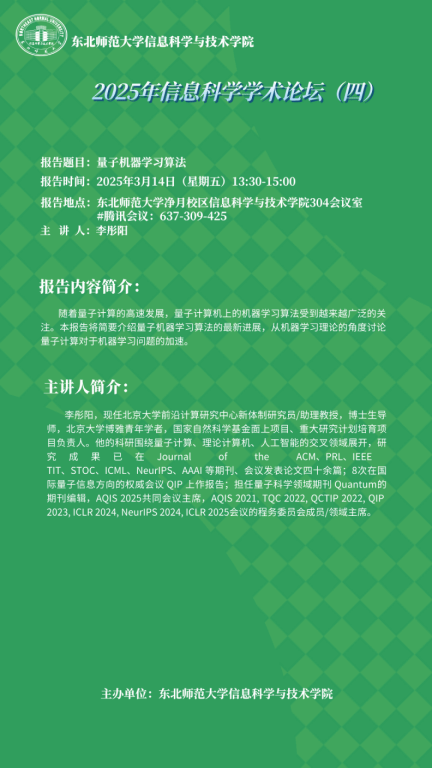 NORTHEAST NORMAL UNIVERSITY
东北师范大学信息科学与技术学院
2025年信息科学学术论坛（四）
报告题目：量子机器学习算法
报告时间：2025年3月14日（星期五）13:30-15:00
报告地点：东北师范大学净月校区信息科学与技术学院304会议室
#腾讯会议：637-309-425
主 讲 人：李彤阳
报告内容简介：
随着量子计算的高速发展，量子计算机上的机器学习算法受到越来越广泛的关
注。本报告将简要介绍量子机器学习算法的最新进展，从机器学习理论的角度讨论
量子计算对于机器学习问题的加速。
主讲人简介：
李彤阳，现任北京大学前沿计算研究中心新体制研究员/助理教授，博士生导
师，北京大学博雅青年学者，国家自然科学基金面上项目、重大研究计划培育项
目负责人。他的科研围绕量子计算、理论计算机、人工智能的交叉领域展开，研
究成果已在 Journal of the ACM、PRL、IEEE
TIT、STOC、ICML、NeurIPS、AAAI 等期刊、会议发表论文四十余篇；8次在国
际量子信息方向的权威会议 QIP 上作报告；担任量子科学领域期刊 Quantum的
期刊编辑，AQIS 2025共同会议主席，AQIS 2021, TQC 2022, QCTIP 2022, QIP
2023, ICLR 2024, NeurIPS 2024, ICLR 2025会议的程务委员会成员/领域主席。
主办单位：东北师范大学信息科学与技术学院